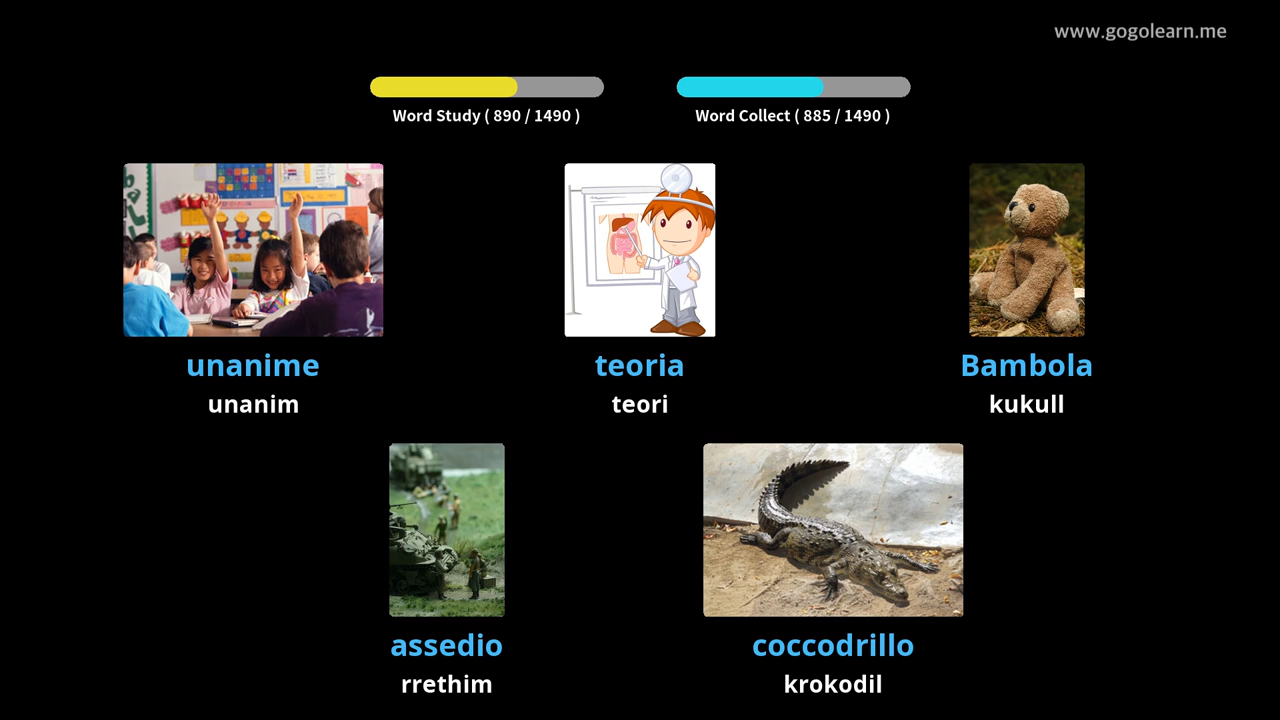 www.gogolearn.me
Word Study ( 890 / 1490 )
Word Collect ( 885 / 1490 )
unanime
unanim
teoria
teori
Bambola
kukull
assedio
rrethim
coccodrillo
krokodil